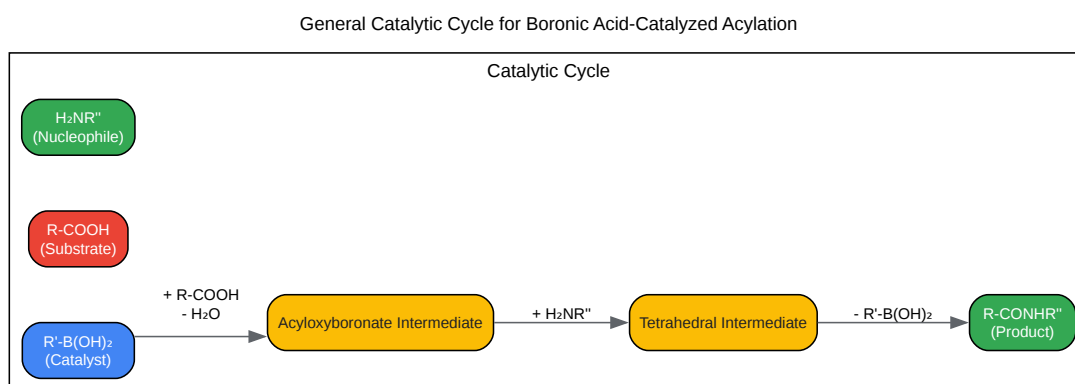 General Catalytic Cycle for Boronic Acid-Catalyzed Acylation
Catalytic Cycle
H₂NR"
(Nucleophile)
R-COOH
(Substrate)
R'-B(OH)₂
(Catalyst)
+ R-COOH
- H₂O
Acyloxyboronate Intermediate
+ H₂NR"
Tetrahedral Intermediate
- R'-B(OH)₂
R-CONHR"
(Product)